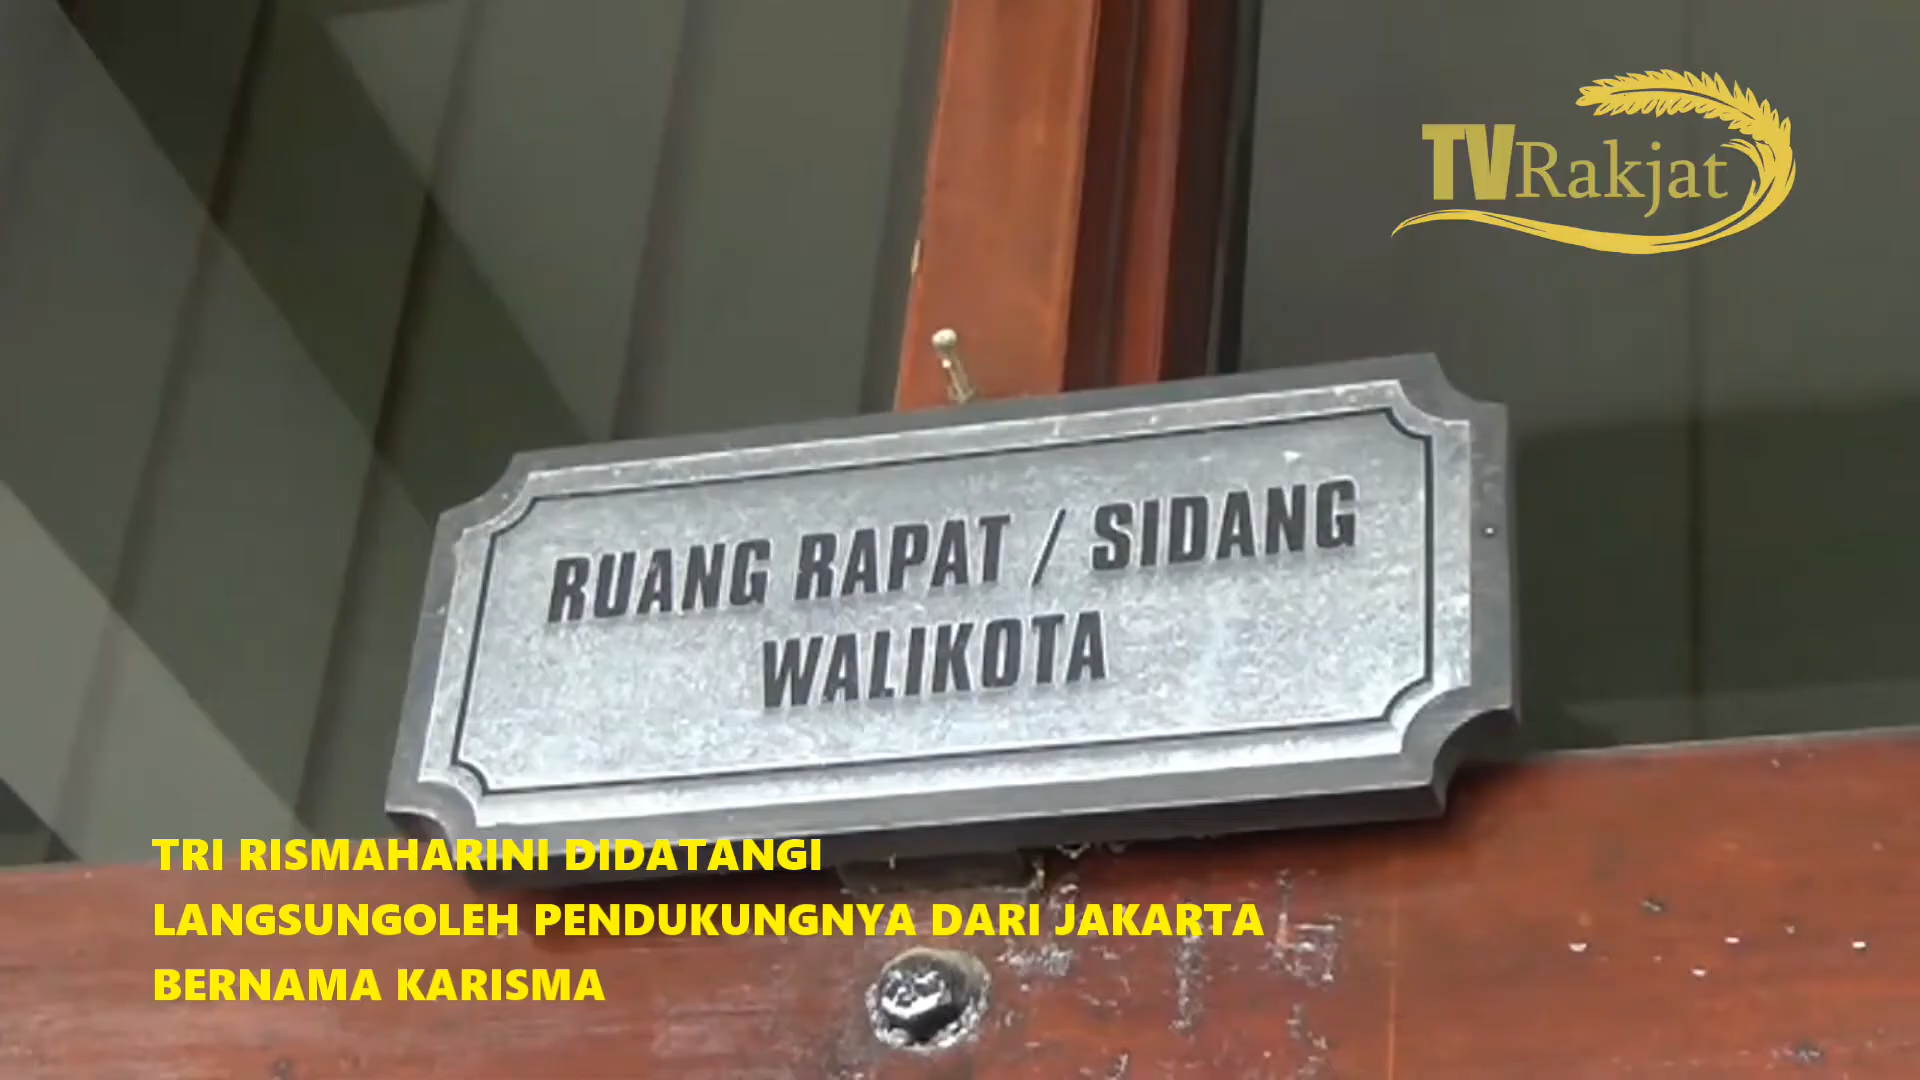 TVRakjat
RUANG RAPAT / SIDANG
WALIKOTA
TRI RISMAHARINI DIDATANGI
LANGSUNGOLEH PENDUKUNGNYA DARI JAKARTA
BERNAMA KARISMA